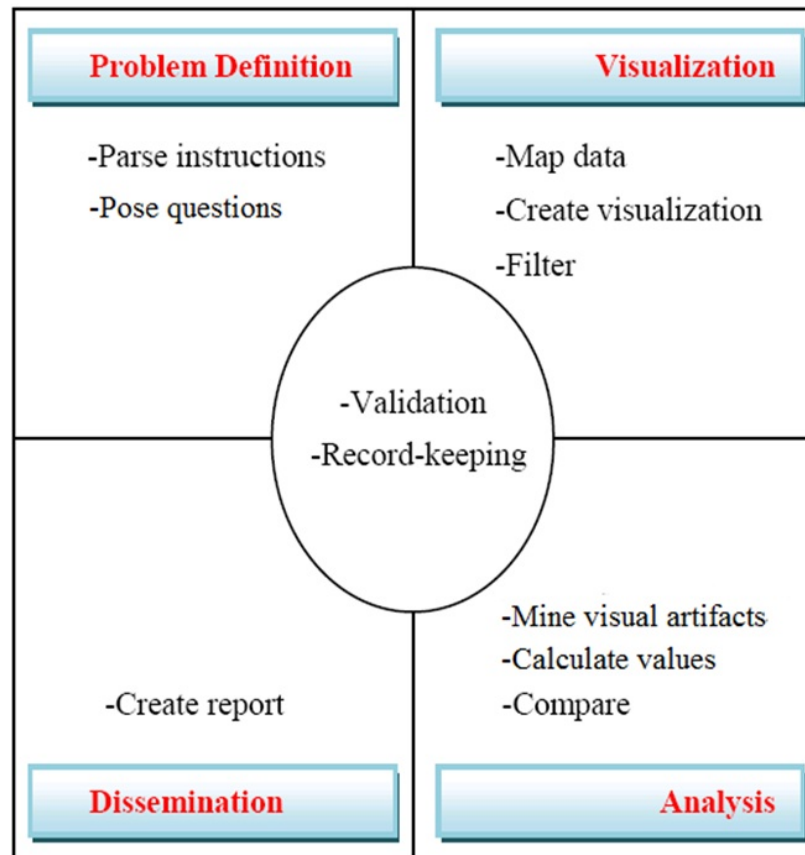 Problem Definition
-Parse instructions
-Pose questions
Visualization
-Map data
-Create visualization
-Filter
-Validation
-Record-keeping
-Create report
Dissemination
-Mine visual artifacts
-Calculate values
-Compare
Analysis